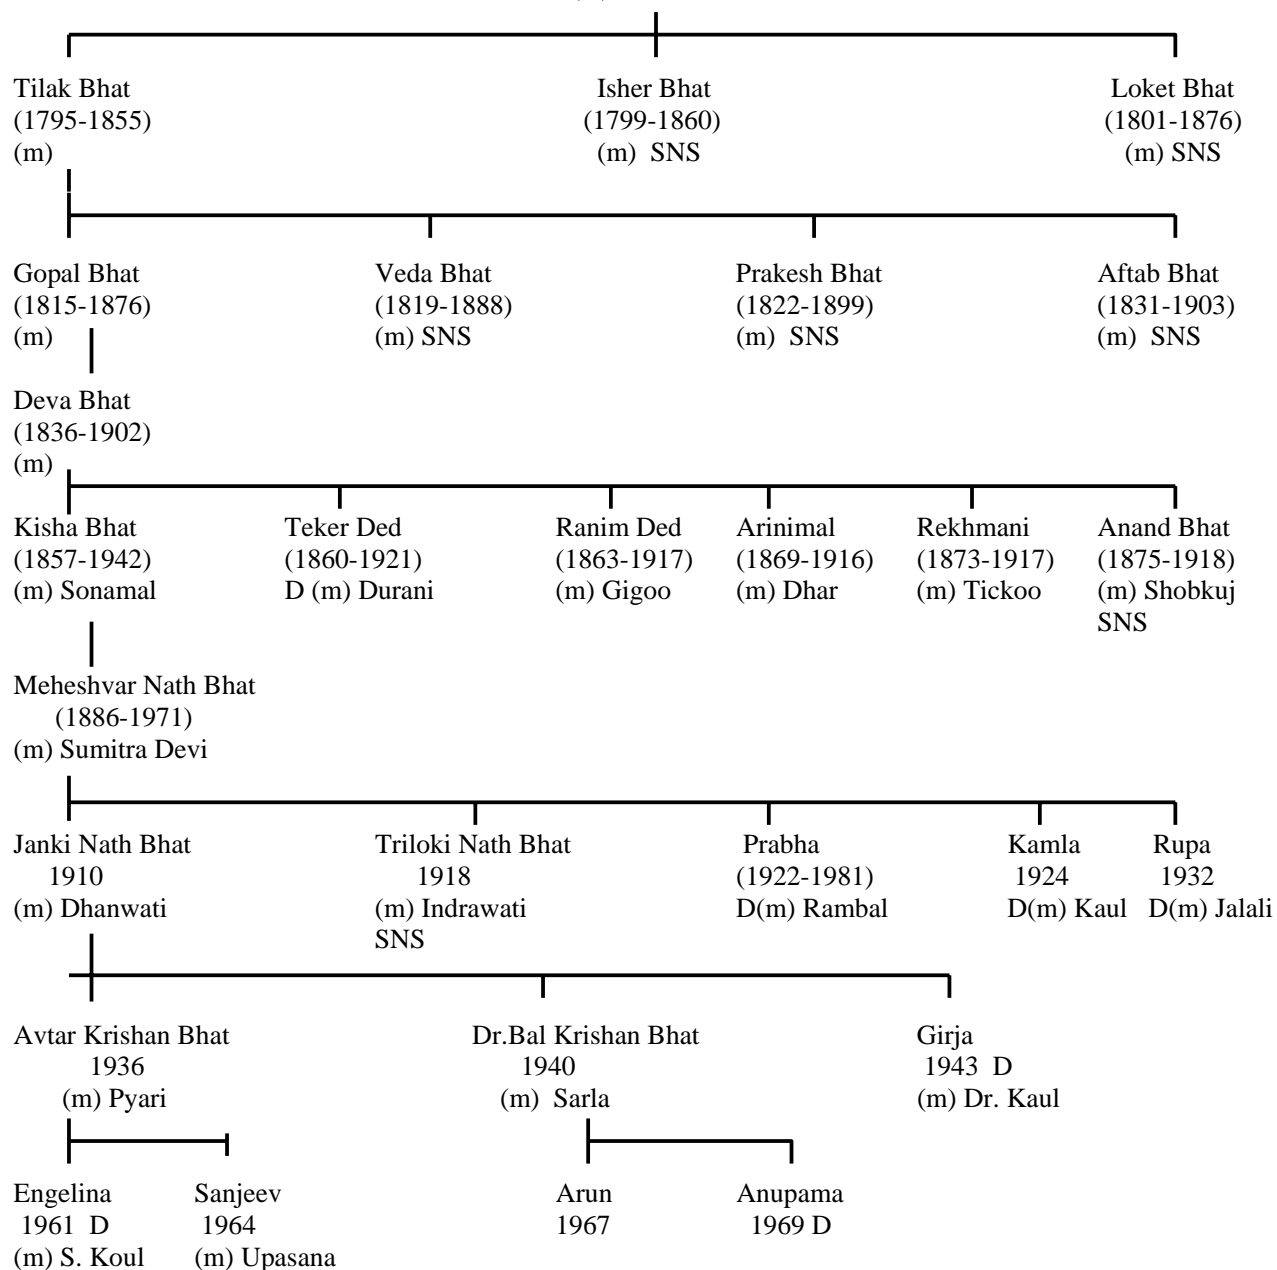 Tilak Bhat Isher Bhat Loket Bhat
(1795-1855) (1799-1860) (1801-1876)
(m) (m) SNS (m) SNS
Gopal Bhat Veda Bhat Prakesh Bhat Aftab Bhat
(1815-1876) (1819-1888) (1822-1899) (1831-1903)
(m) (m) SNS (m) SNS (m) SNS
Deva Bhat
(1836-1902)
(m)
Kisha Bhat Teker Ded Ranim Ded Arinimal Rekhmani Anand Bhat
(1857-1942) (1860-1921) (1863-1917) (1869-1916) (1873-1917) (1875-1918)
(m) Sonamal D (m) Durani (m) Gigoo (m) Dhar (m) Tickoo (m) Shobkuj
SNS
Meheshvar Nath Bhat
(1886-1971)
(m) Sumitra Devi
Janki Nath Bhat Triloki Nath Bhat Prabha Kamla Rupa
1910 1918 (1922-1981) 1924 1932
(m) Dhanwati (m) Indrawati D(m) Rambal D(m) Kaul D(m) Jalali
SNS
Avtar Krishan Bhat Dr.Bal Krishan Bhat Girja
1936 1940 1943 D
(m) Pyari (m) Sarla (m) Dr. Kaul
Engelina Sanjeev Arun Anupama
1961 D 1964 1967 1969 D
(m) S. Koul (m) Upasana